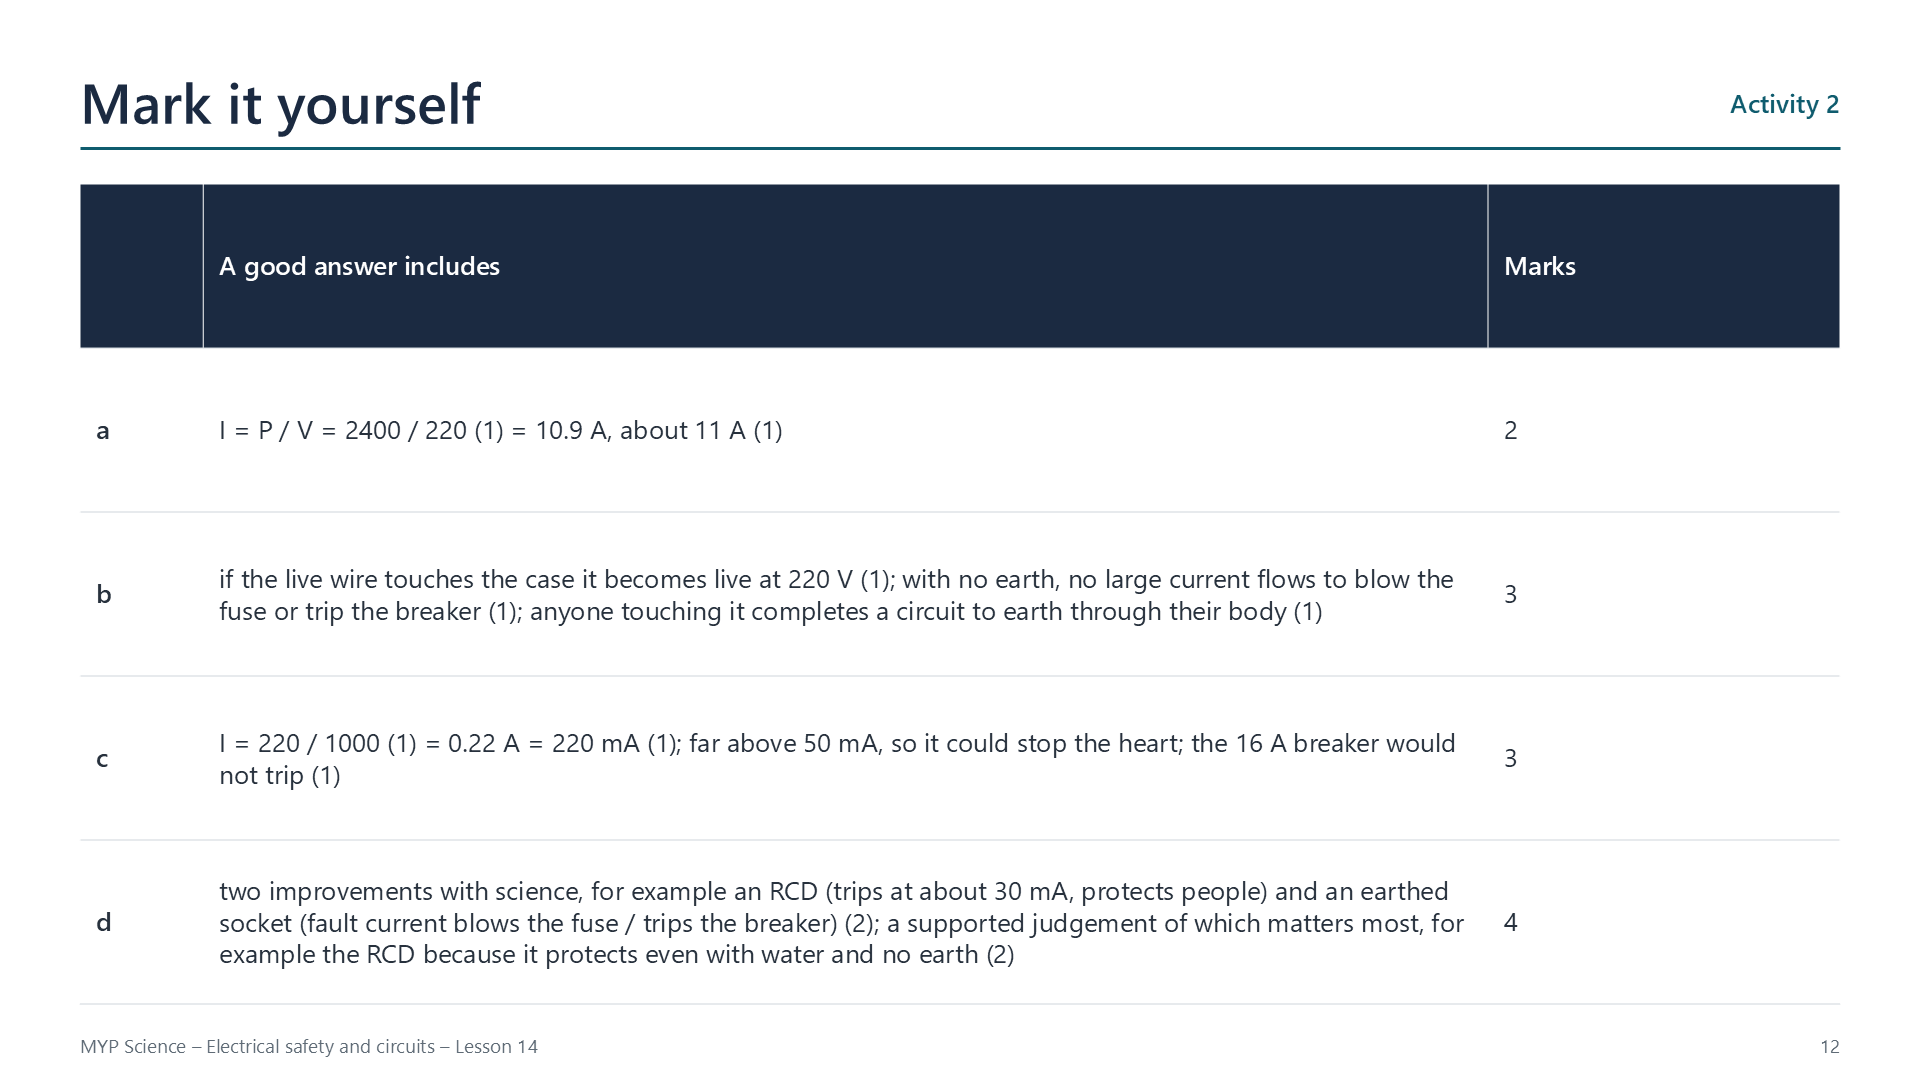 Mark it yourself
Activity 2
A good answer includes
Marks
a
I = P / V = 2400 / 220 (1) = 10.9 A, about 11 A (1)
2
b
if the live wire touches the case it becomes live at 220 V (1); with no earth, no large current flows to blow the
fuse or trip the breaker (1); anyone touching it completes a circuit to earth through their body (1)
3
c
I = 220 / 1000 (1) = 0.22 A = 220 mA (1); far above 50 mA, so it could stop the heart; the 16 A breaker would
not trip (1)
3
d
two improvements with science, for example an RCD (trips at about 30 mA, protects people) and an earthed
socket (fault current blows the fuse / trips the breaker) (2); a supported judgement of which matters most, for
example the RCD because it protects even with water and no earth (2)
4
MYP Science – Electrical safety and circuits – Lesson 14
12